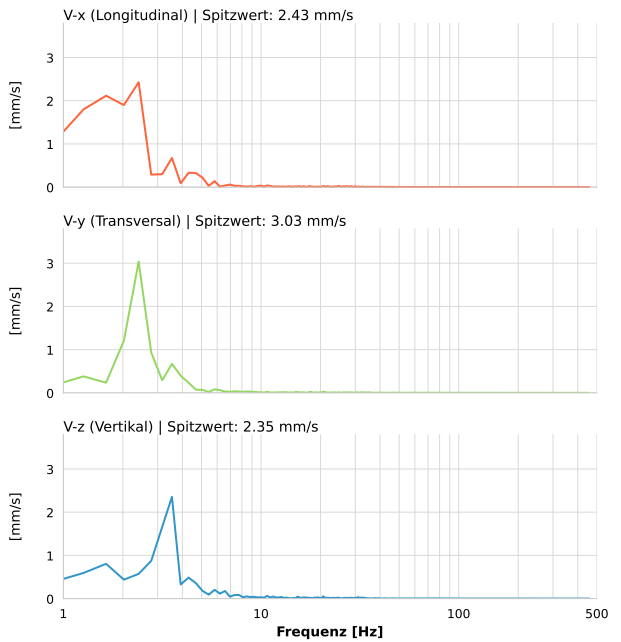 V-x (Longitudinal) | Spitzwert: 2.43 mm/s
3
2
1
0
[mm/s]
V-y (Transversal) | Spitzwert: 3.03 mm/s
3
2
1
0
[mm/s]
V-z (Vertikal) | Spitzwert: 2.35 mm/s
3
2
1
0
[mm/s]
1 10 100 500
Frequenz [Hz]